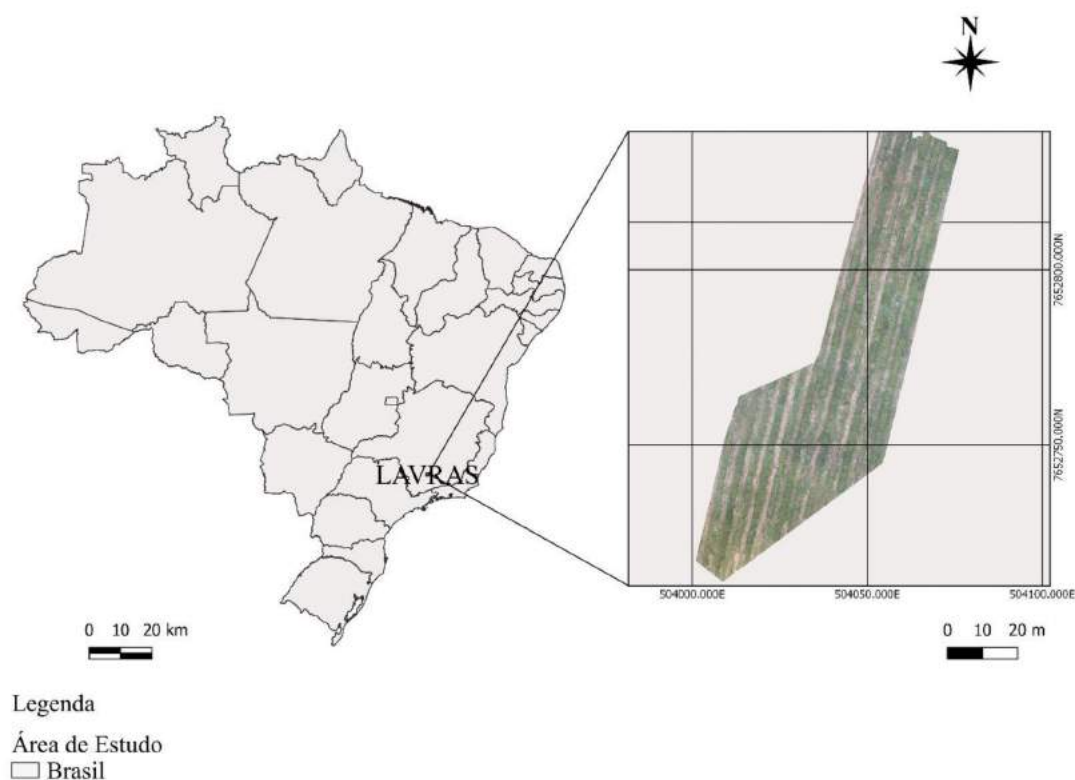 N
LAVRAS
7652800.000N
7652750.000N
504000.000E
504050.000E
504100.000E
0 10 20 km
0 10 20 m
Legenda
Área de Estudo
Brasil